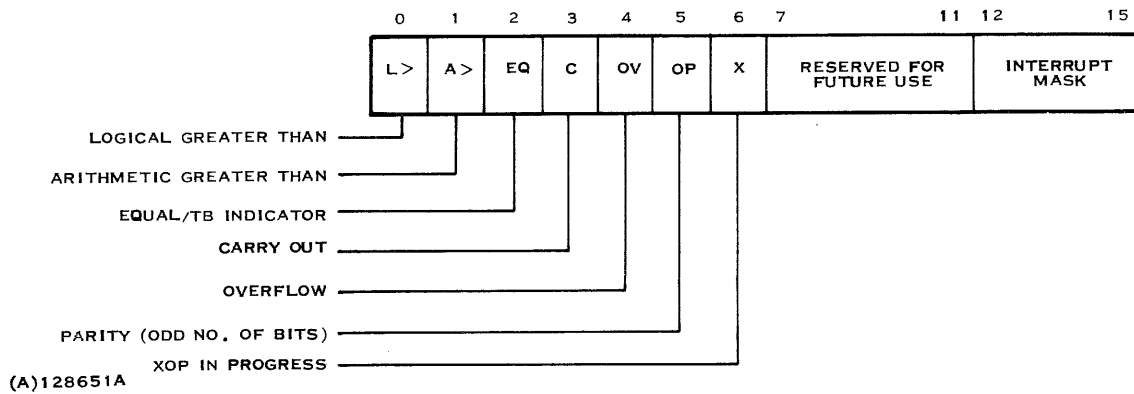 0 1 2 3 4 5 6 7 11 12 15
L> A> EQ C OV OP X RESERVED FOR FUTURE USE INTERRUPT MASK
LOGICAL GREATER THAN
ARITHMETIC GREATER THAN
EQUAL/TB INDICATOR
CARRY OUT
OVERFLOW
PARITY (ODD NO. OF BITS)
XOP IN PROGRESS
(A)128651A